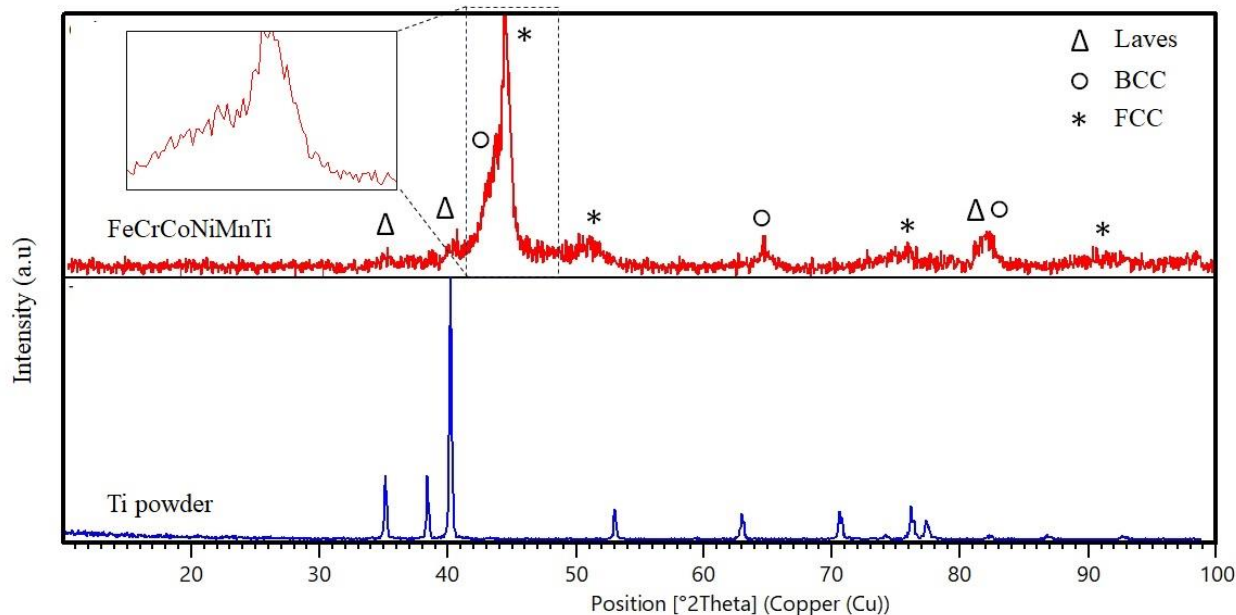 Δ Laves
○ BCC
* FCC
*
○
Δ
Δ
FeCrCoNiMnTi
*
○
*
Δ ○
*
Intensity (a.u)
Ti powder
20 30 40 50 60 70 80 90 100
Position [°2Theta] (Copper (Cu))